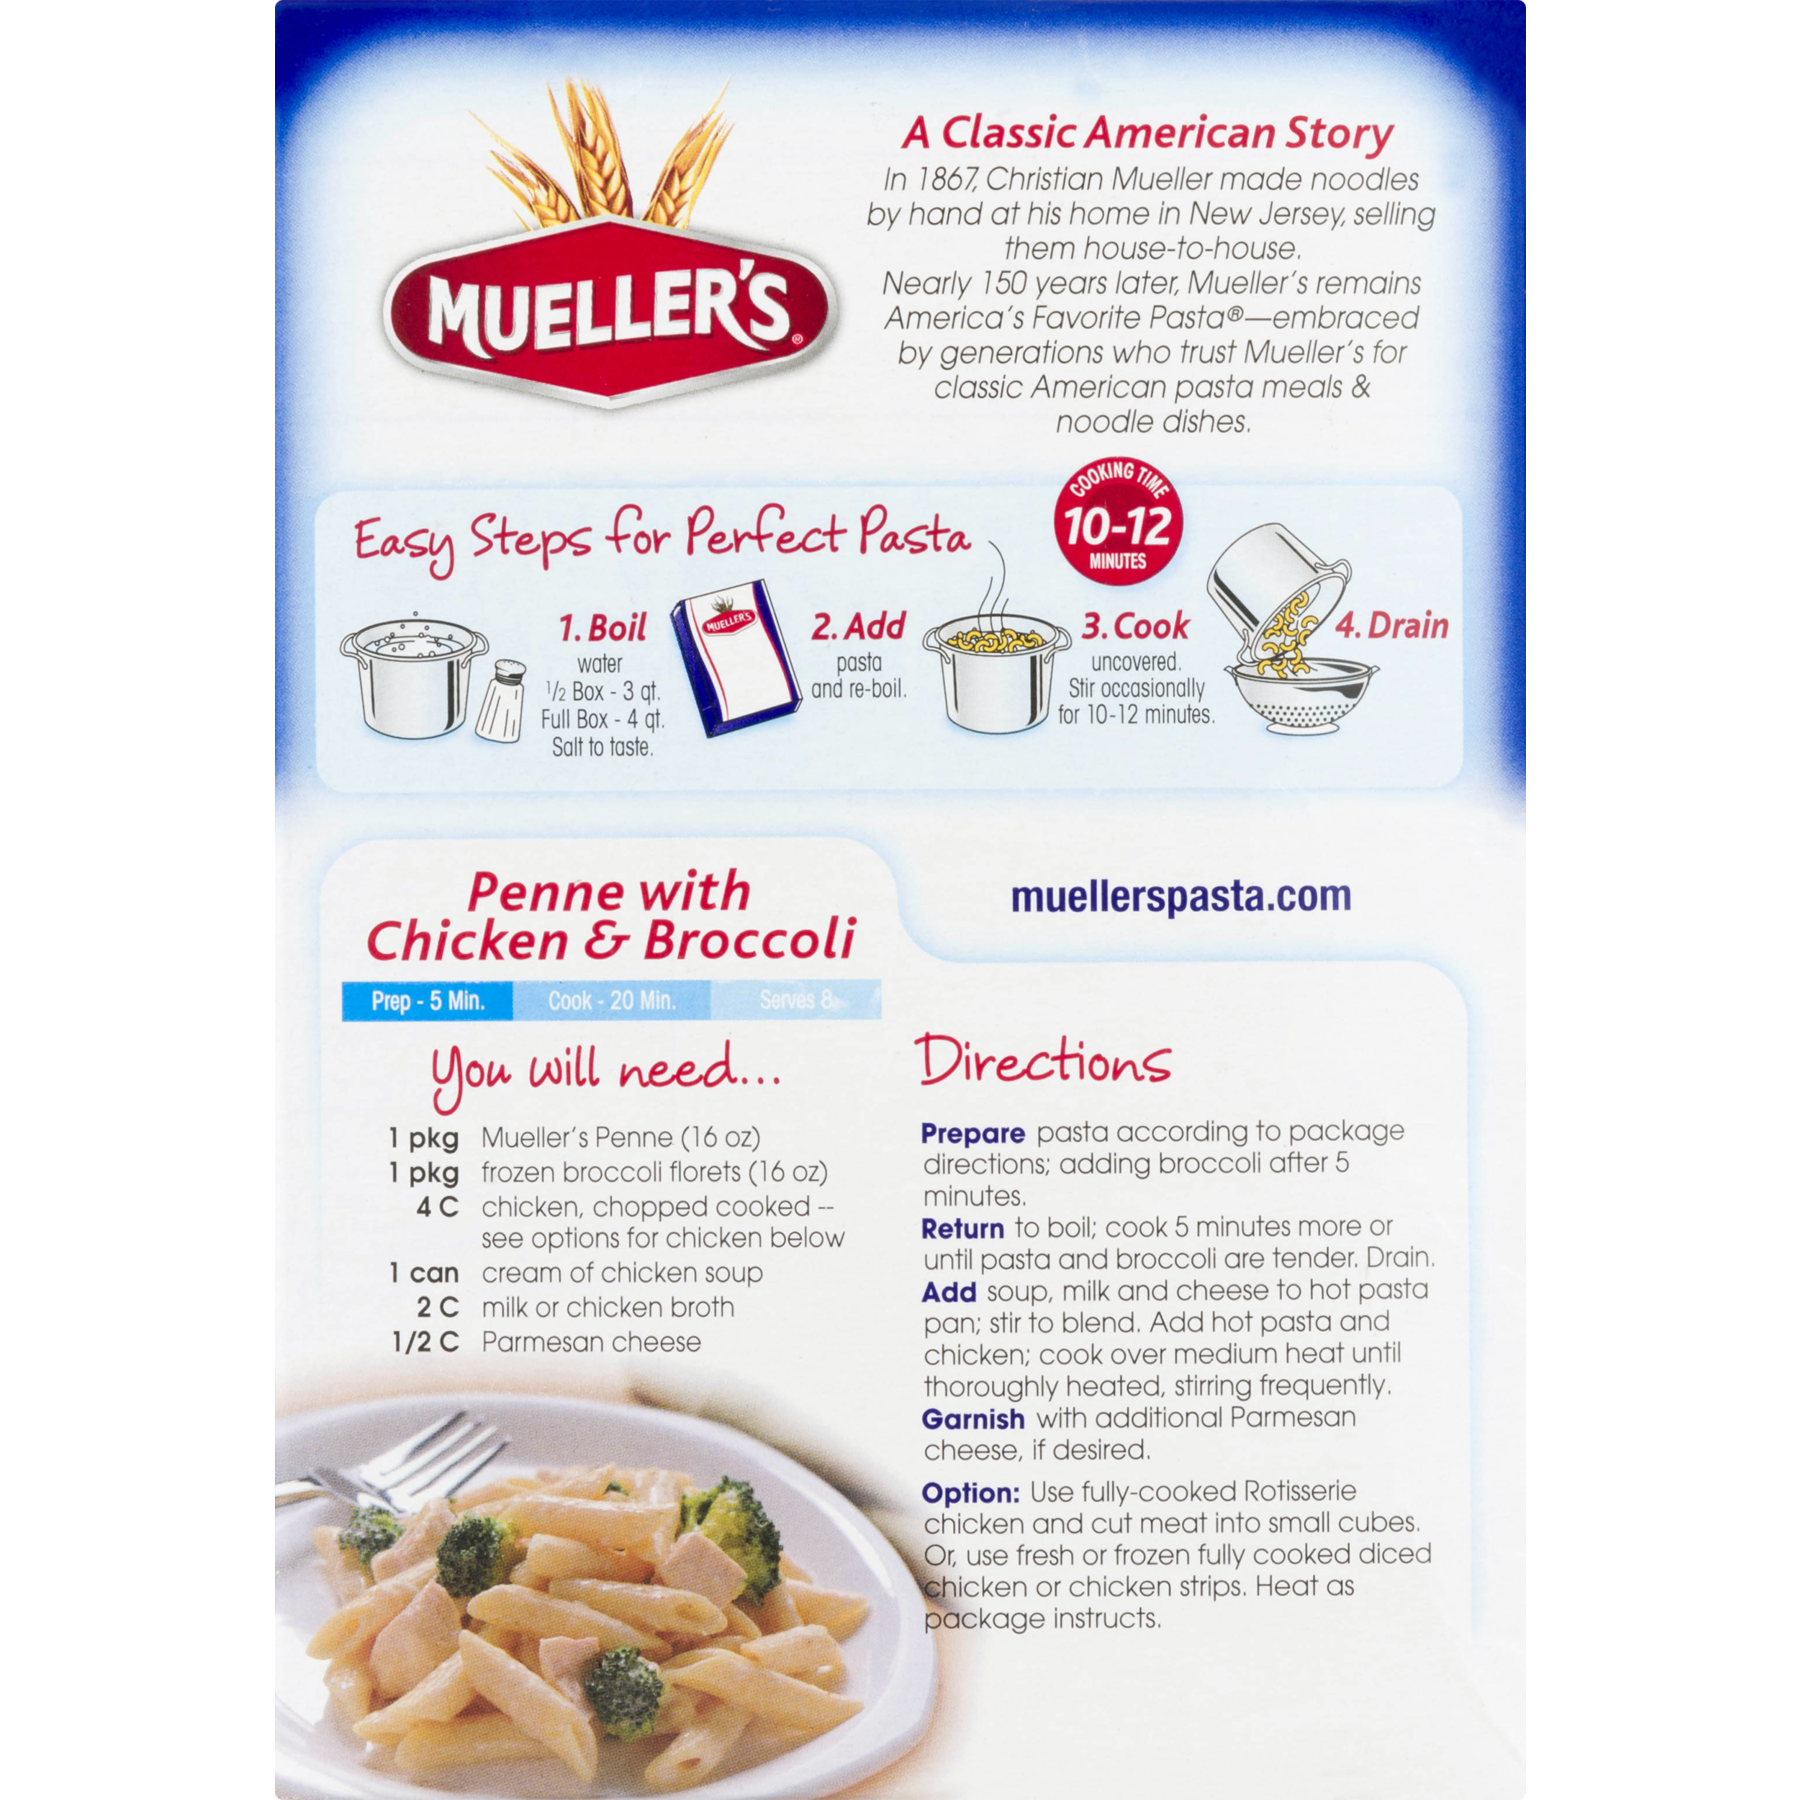 MUELLER'S®
A Classic American Story
In 1867, Christian Mueller made noodles
by hand at his home in New Jersey, selling
them house-to-house.
Nearly 150 years later, Mueller's remains
America's Favorite Pasta®—embraced
by generations who trust Mueller's for
classic American pasta meals &
noodle dishes.
Easy Steps for Perfect Pasta
COOKING TIME
10-12
MINUTES
1. Boil
water
1/2 Box - 3 qt.
Full Box - 4 qt.
Salt to taste.
MUELLER'S
2. Add
pasta
and re-boil.
3. Cook
uncovered.
Stir occasionally
for 10-12 minutes.
4. Drain
Penne with
Chicken & Broccoli
muellerspasta.com
Prep - 5 Min. Cook - 20 Min. Serves 8
You will need...
1 pkg Mueller's Penne (16 oz)
1 pkg frozen broccoli florets (16 oz)
4 C chicken, chopped cooked --
see options for chicken below
1 can cream of chicken soup
2 C milk or chicken broth
1/2 C Parmesan cheese
Directions
Prepare pasta according to package
directions; adding broccoli after 5
minutes.
Return to boil; cook 5 minutes more or
until pasta and broccoli are tender. Drain.
Add soup, milk and cheese to hot pasta
pan; stir to blend. Add hot pasta and
chicken; cook over medium heat until
thoroughly heated, stirring frequently.
Garnish with additional Parmesan
cheese, if desired.
Option: Use fully-cooked Rotisserie
chicken and cut meat into small cubes.
Or, use fresh or frozen fully cooked diced
chicken or chicken strips. Heat as
package instructs.